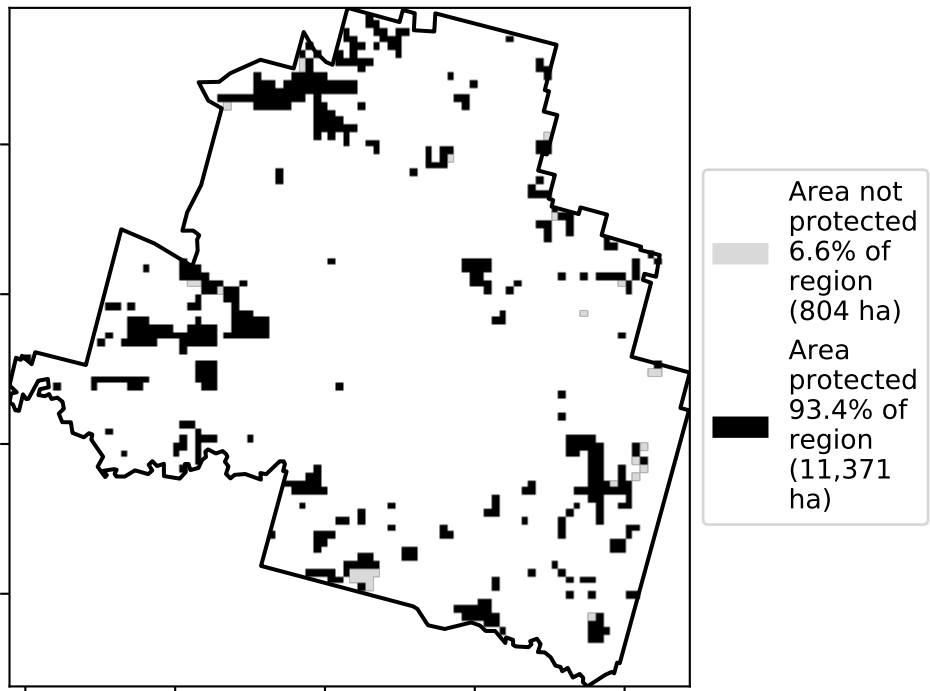 Area not
protected
6.6% of
region
(804 ha)
Area
protected
93.4% of
region
(11,371
ha)